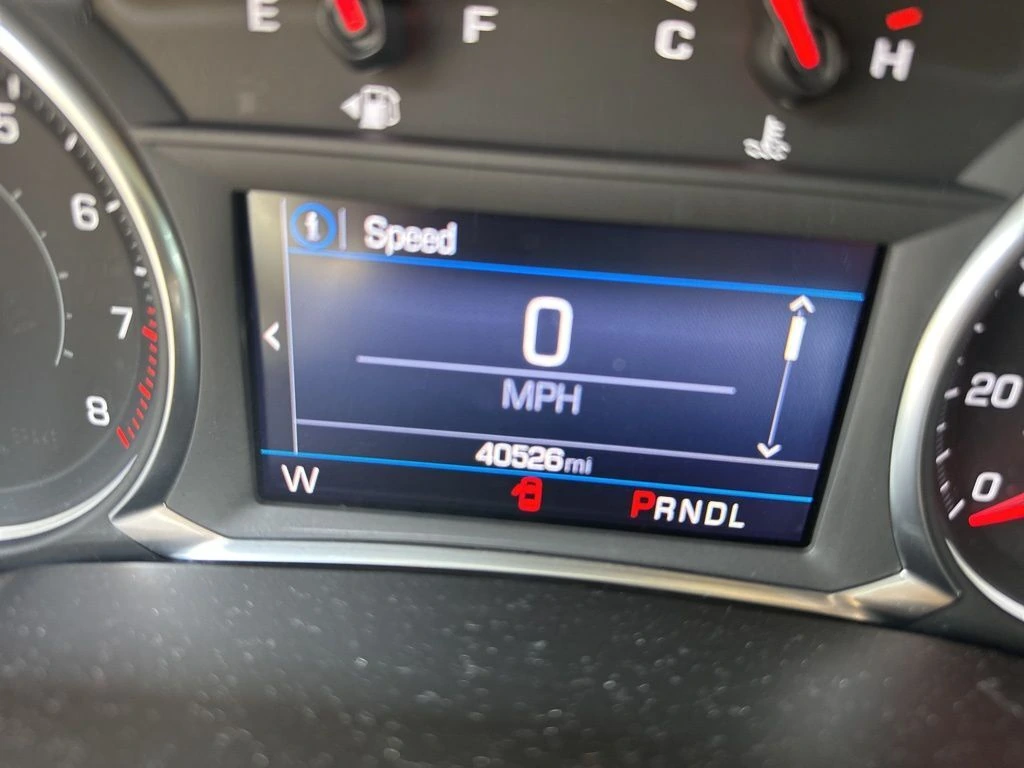 E F C H
5
6
7
8
Speed
0
MPH
40526mi
W PRNDL
20
0